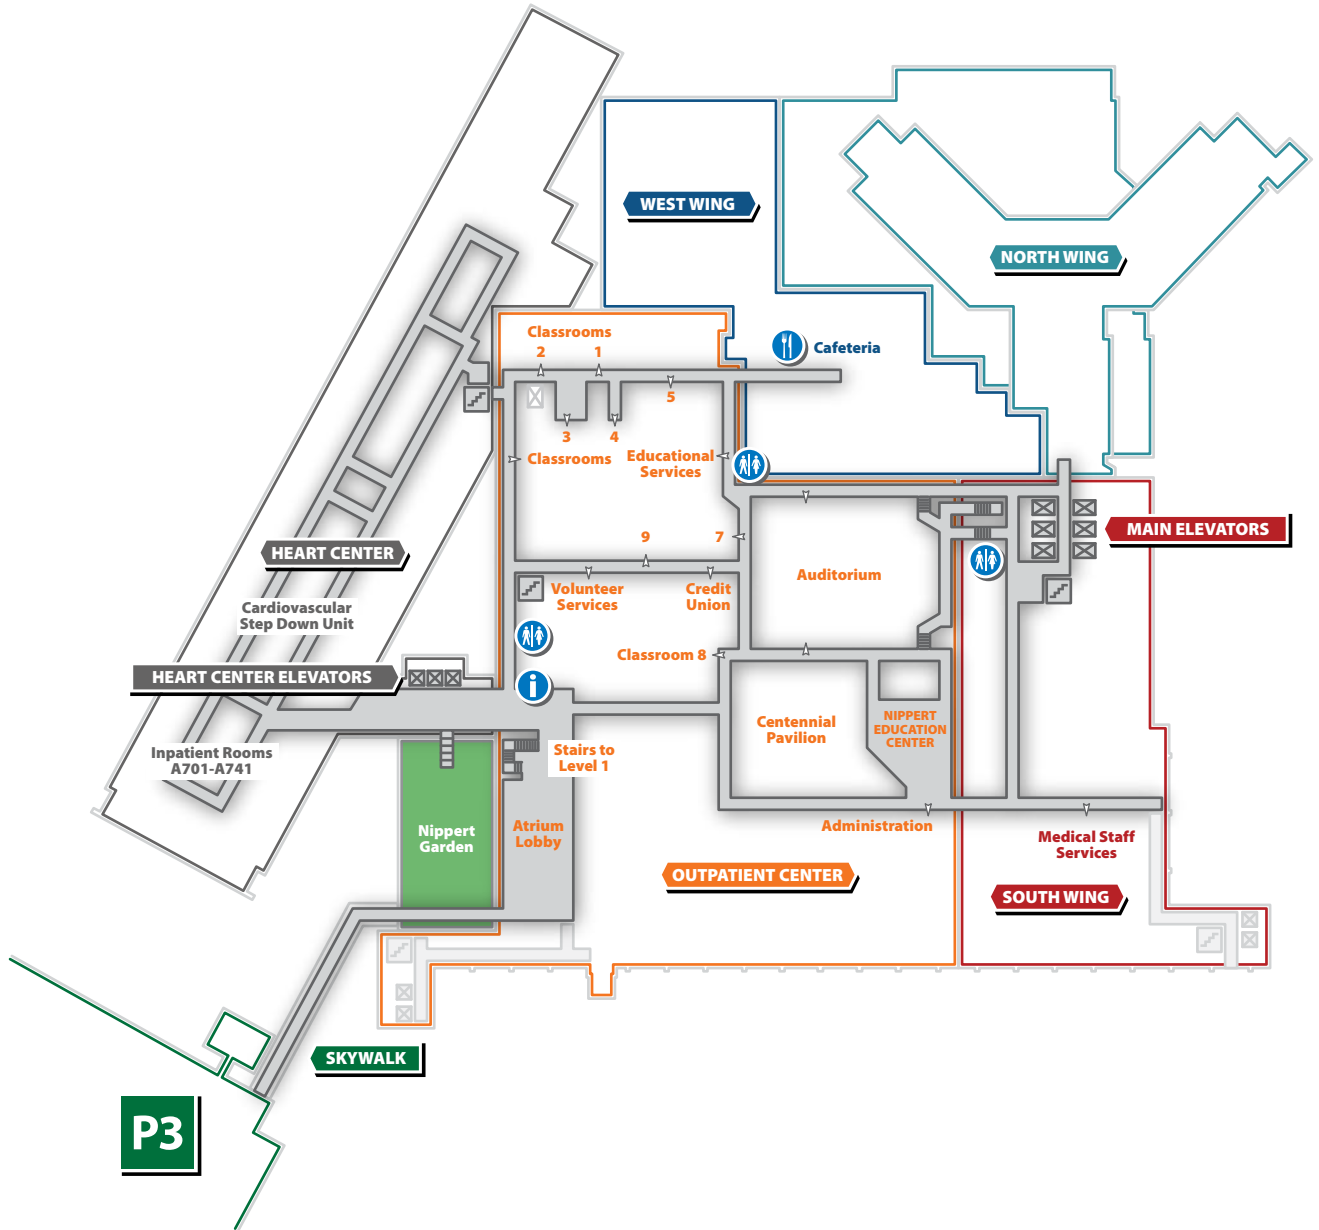 WEST WING
NORTH WING
Classrooms
2
1
Cafeteria
5
3
4
Classrooms
Educational
Services
9
7
MAIN ELEVATORS
HEART CENTER
Auditorium
Volunteer
Services
Credit
Union
Cardiovascular
Step Down Unit
Classroom 8
HEART CENTER ELEVATORS
i
Centennial
Pavilion
NIPPERT
EDUCATION
CENTER
Inpatient Rooms
A701-A741
Stairs to
Level 1
Nippert
Garden
Atrium
Lobby
Administration
Medical Staff
Services
OUTPATIENT CENTER
SOUTH WING
SKYWALK
P3